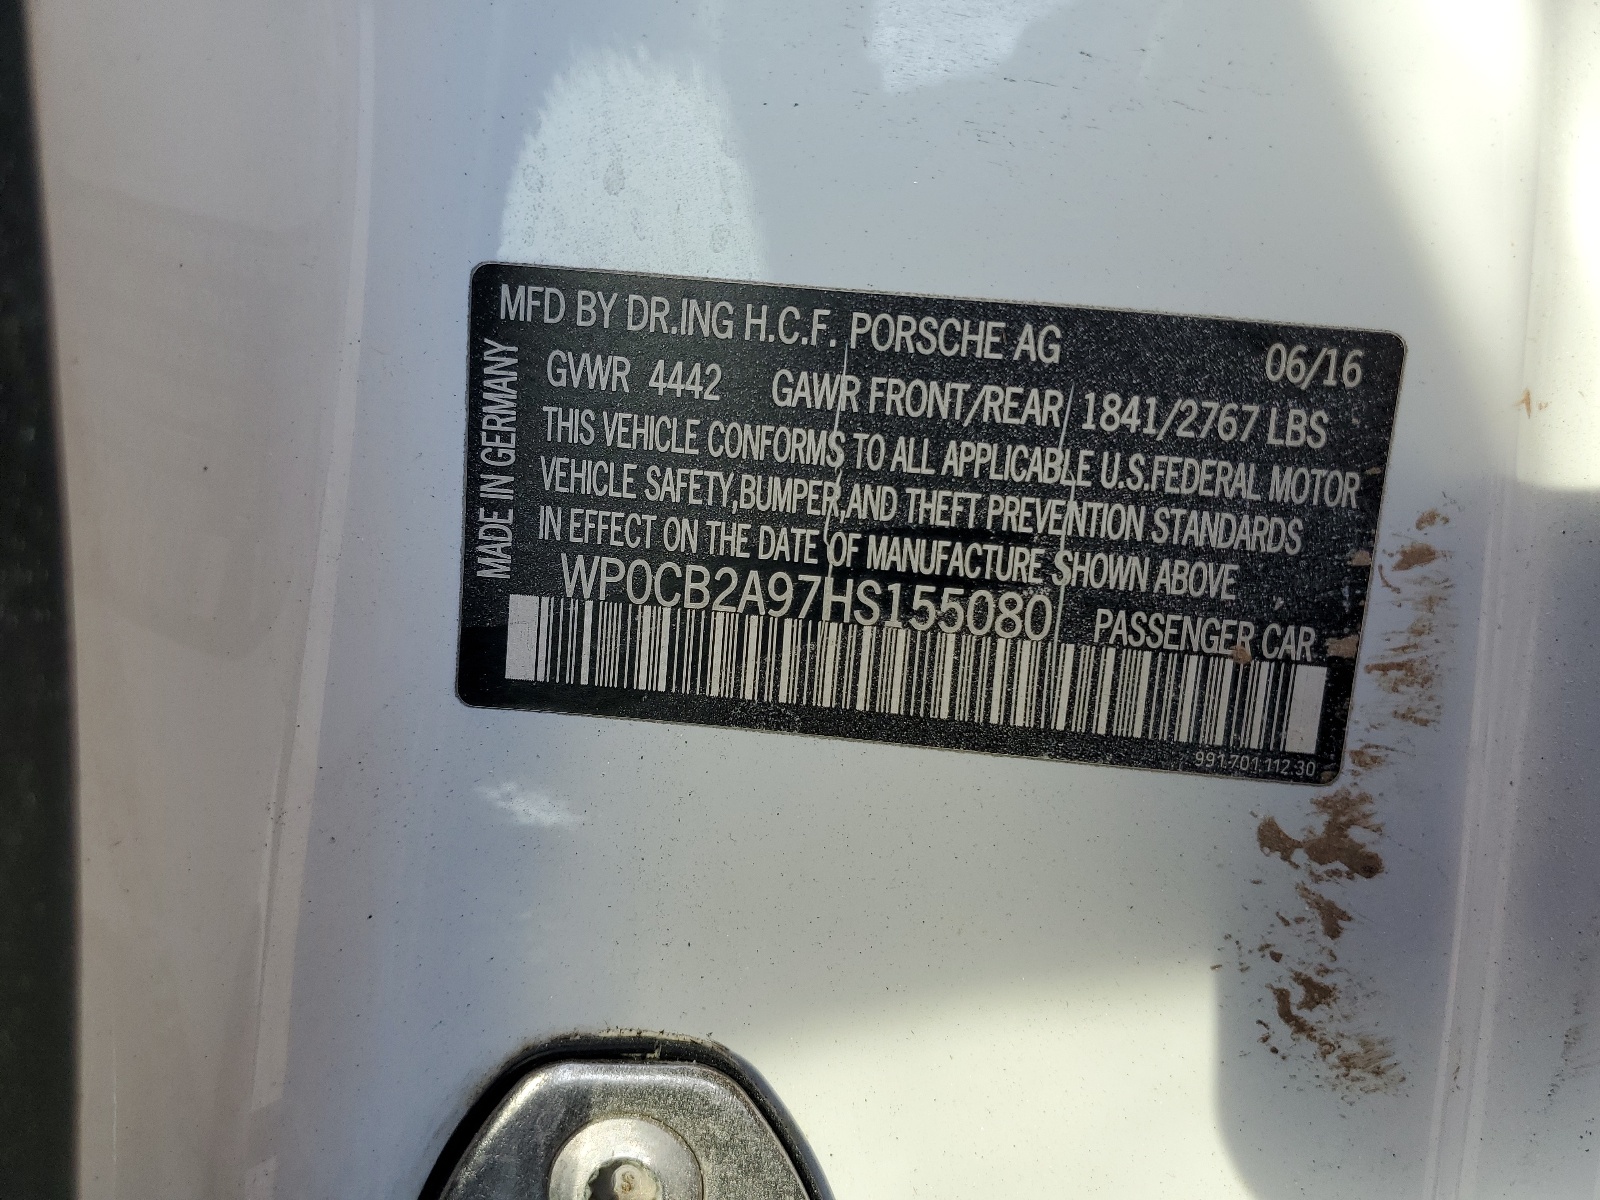 MFD BY DR.ING H.C.F. PORSCHE AG 06/16
MADE IN GERMANY
GVWR 4442 GAWR FRONT/REAR 1841/2767 LBS
THIS VEHICLE CONFORMS TO ALL APPLICABLE U.S.FEDERAL MOTOR
VEHICLE SAFETY,BUMPER,AND THEFT PREVENTION STANDARDS
IN EFFECT ON THE DATE OF MANUFACTURE SHOWN ABOVE
WP0CB2A97HS155080 PASSENGER CAR
991.701.112.30
S